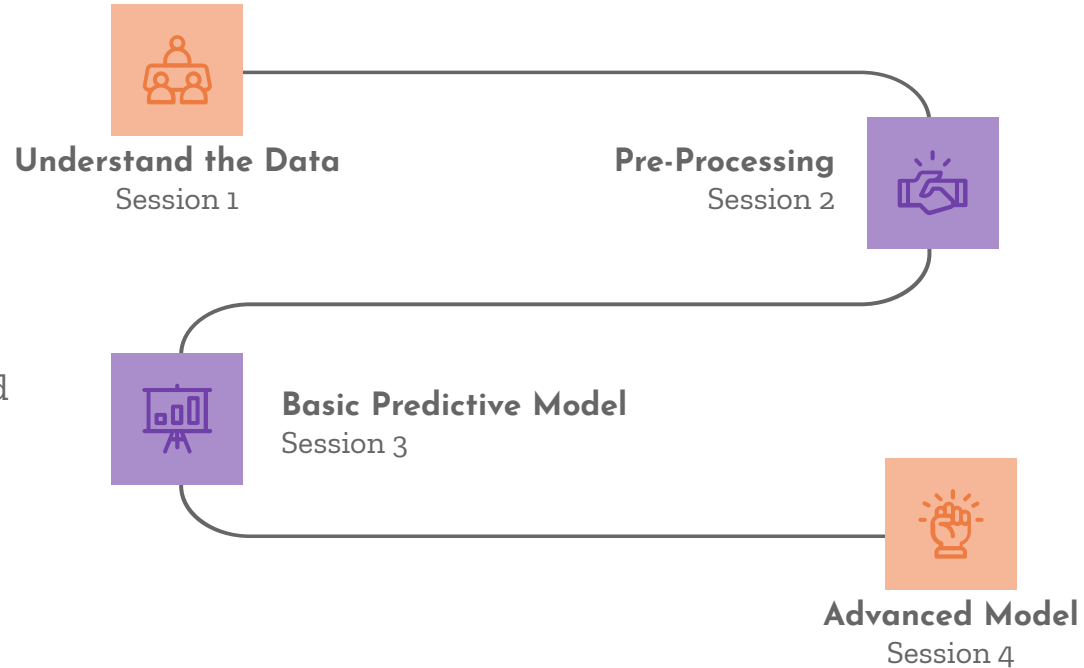 Understand the Data
Session 1
Pre-Processing
Session 2
Basic Predictive Model
Session 3
Advanced Model
Session 4